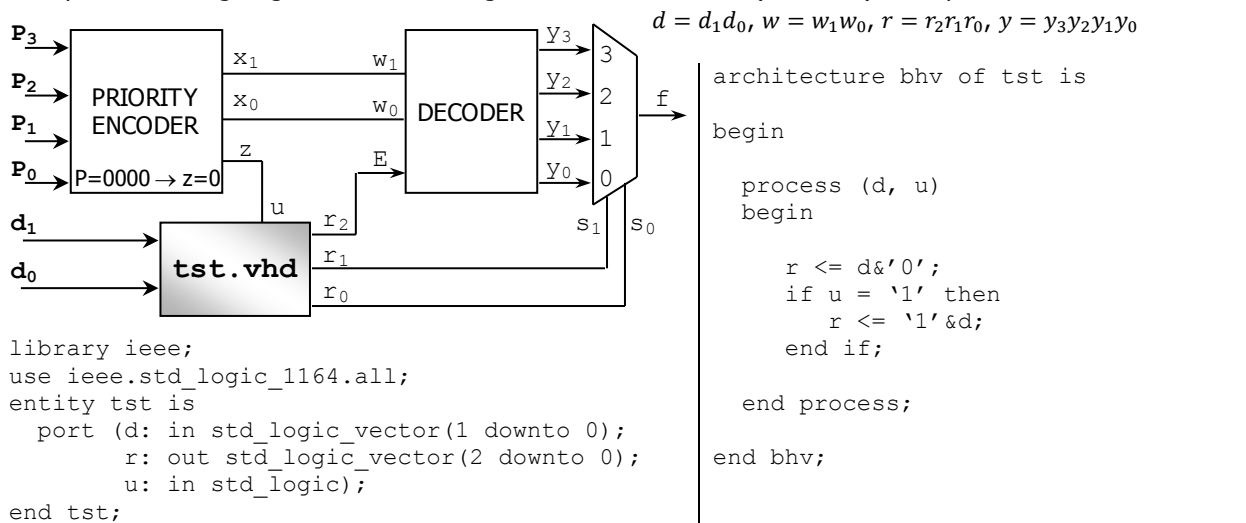 d = d₁d₀, w = w₁w₀, r = r₂r₁r₀, y = y₃y₂y₁y₀
P₃
P₂
P₁
P₀
PRIORITY
ENCODER
P=0000 → z=0
x₁
x₀
z
w₁
w₀
E
DECODER
y₃
y₂
y₁
y₀
3
2
1
0
f
s₁
s₀
d₁
d₀
u
tst.vhd
r₂
r₁
r₀
library ieee;
use ieee.std_logic_1164.all;
entity tst is
port (d: in std_logic_vector(1 downto 0);
r: out std_logic_vector(2 downto 0);
u: in std_logic);
end tst;
architecture bhv of tst is
begin
process (d, u)
begin
r <= d&'0';
if u = ‘1’ then
r <= ‘1’&d;
end if;
end process;
end bhv;